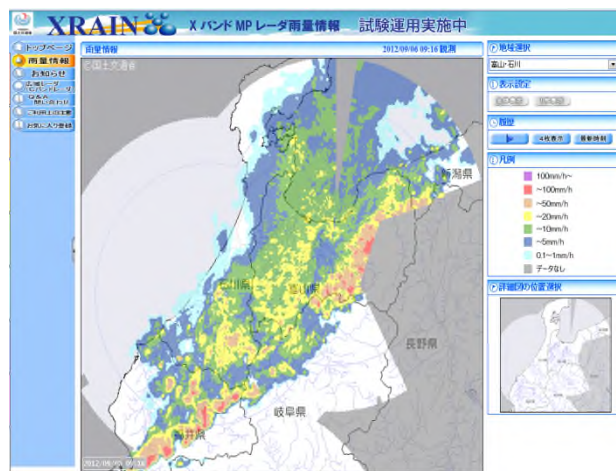 XRAIN XバンドMPレーダ雨量情報 試験運用実施中
トップページ
雨量情報
お知らせ
雨量情報
2012/09/06 09:16 観測
©国土交通省
新潟県
石川県
富山県
長野県
岐阜県
福井県
地域選択
富山・石川
表示設定
履歴
4枚表示
最新時刻
凡例
100mm/h~
~100mm/h
~50mm/h
~20mm/h
~10mm/h
~5mm/h
0.1~1mm/h
データなし
詳細図の位置選択